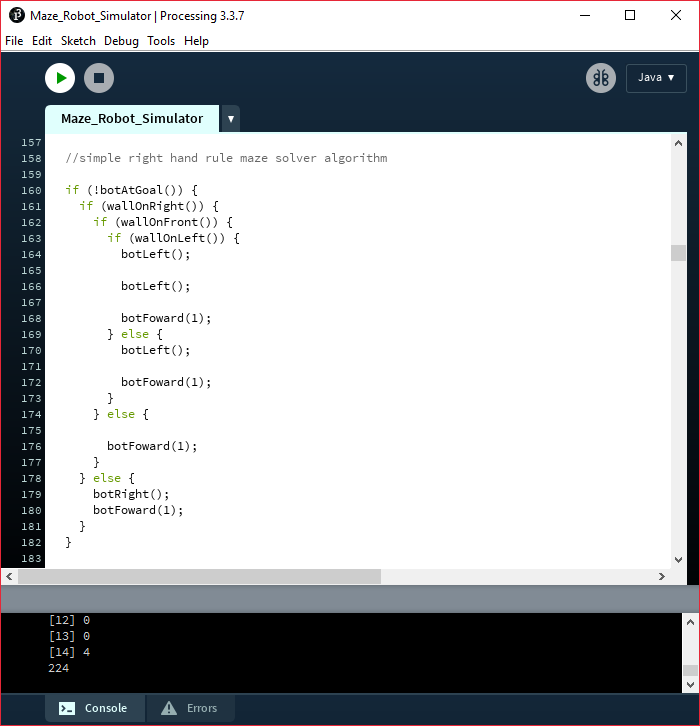 Maze_Robot_Simulator | Processing 3.3.7
File Edit Sketch Debug Tools Help
Java ▼
Maze_Robot_Simulator ▼
157
158 //simple right hand rule maze solver algorithm
159
160 if (!botAtGoal()) {
161 if (wallOnRight()) {
162 if (wallOnFront()) {
163 if (wallOnLeft()) {
164 botLeft();
165
166 botLeft();
167
168 botFoward(1);
169 } else {
170 botLeft();
171
172 botFoward(1);
173 }
174 } else {
175
176 botFoward(1);
177 }
178 } else {
179 botRight();
180 botFoward(1);
181 }
182 }
183
[12] 0
[13] 0
[14] 4
224
Console Errors